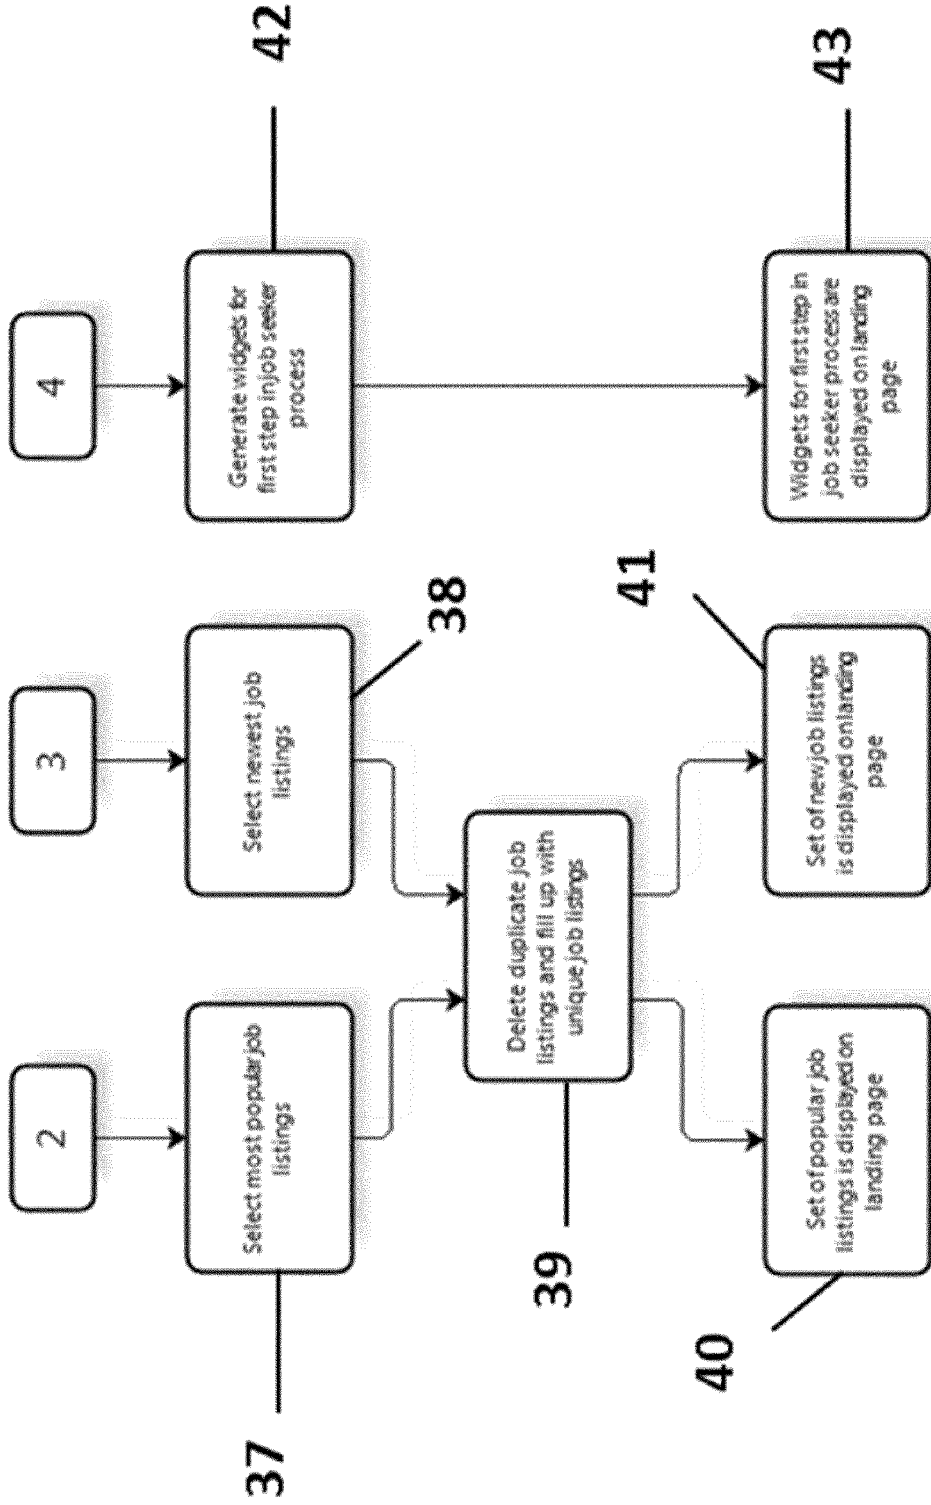 2
3
4
37
Select most popular job
listings
Select newest job
listings
38
Generate widgets for
first step in job seeker
process
42
39
Delete duplicate job
listings and fill up with
unique job listings
40
Set of popular job
listings is displayed on
landing page
41
Set of new job listings
is displayed on landing
page
Widgets for first step in
job seeker process are
displayed on landing
page
43